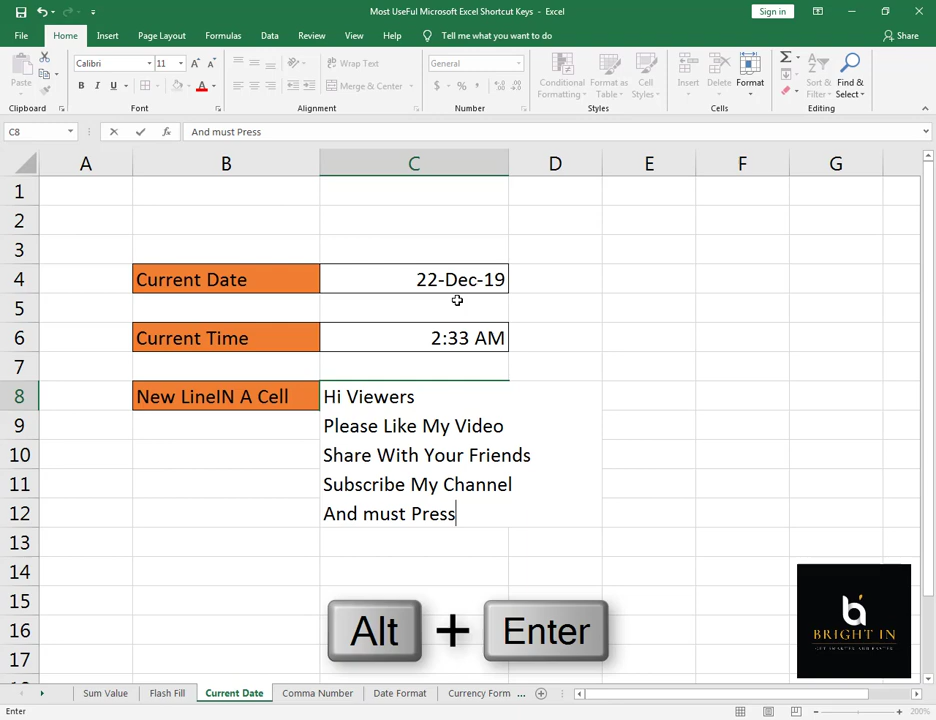 Most UseFul Microsoft Excel Shortcut Keys - Excel
Sign in
File Home Insert Page Layout Formulas Data Review View Help Tell me what you want to do Share
Paste
Calibri 11
B I U
Wrap Text
Merge & Center
General
$ % ,
Conditional Formatting
Format as Table
Cell Styles
Insert Delete Format
Sort & Filter
Find & Select
Clipboard Font Alignment Number Styles Cells Editing
C8 fx And must Press
A B C D E F G
1
2
3
4 Current Date 22-Dec-19
5
6 Current Time 2:33 AM
7
8 New LineIN A Cell Hi Viewers
9 Please Like My Video
10 Share With Your Friends
11 Subscribe My Channel
12 And must Press
13
14
15
16
17
Alt + Enter
BRIGHT IN
Sum Value Flash Fill Current Date Comma Number Date Format Currency Form ...
Enter 200%